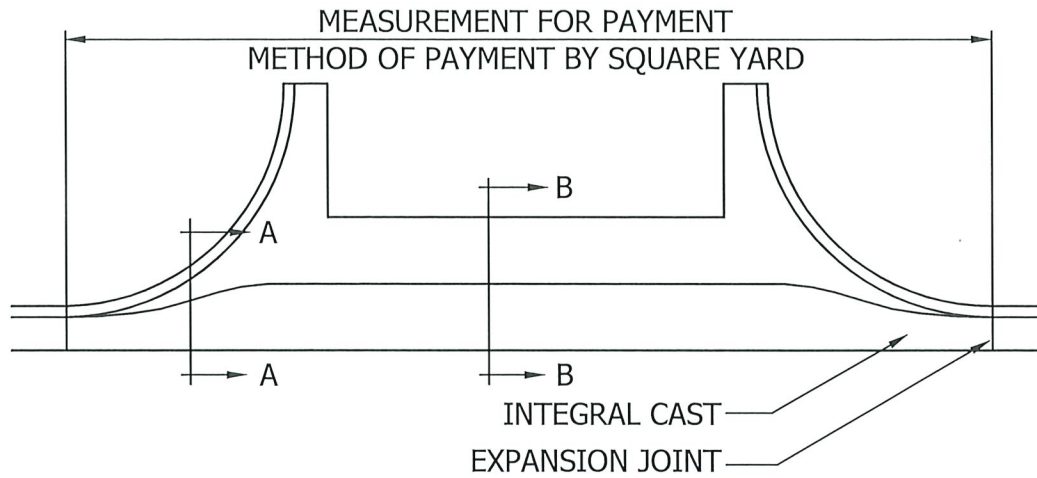 MEASUREMENT FOR PAYMENT
METHOD OF PAYMENT BY SQUARE YARD
B
A
A
B
INTEGRAL CAST
EXPANSION JOINT